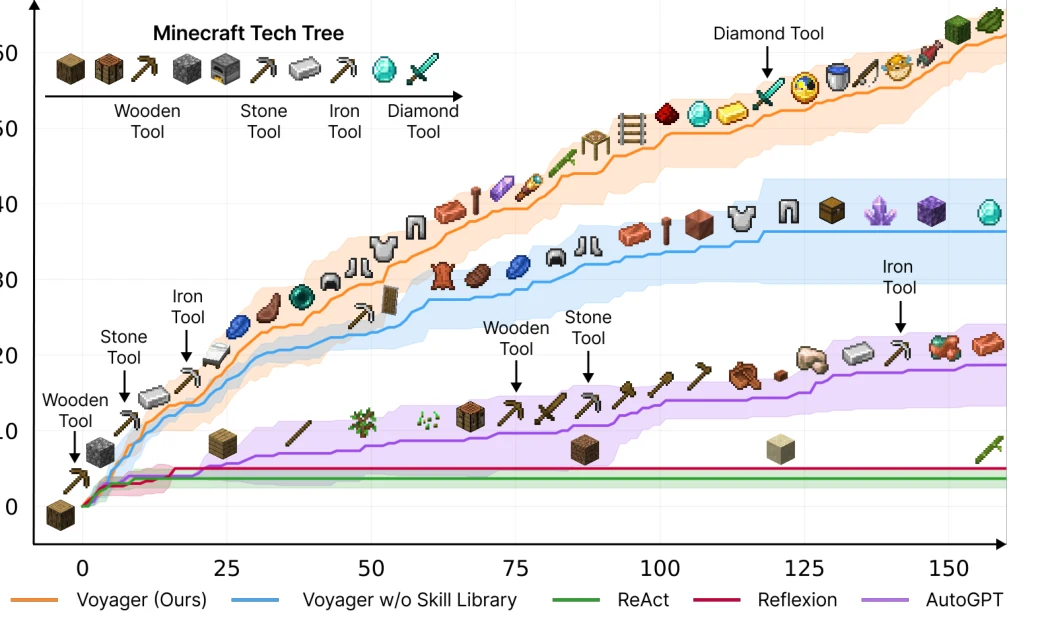 Minecraft Tech Tree
Wooden
Tool
Stone
Tool
Iron
Tool
Diamond
Tool
Diamond Tool
Iron
Tool
Stone
Tool
Wooden
Tool
Wooden
Tool
Stone
Tool
Iron
Tool
60
50
40
30
20
10
0
0 25 50 75 100 125 150
Voyager (Ours) Voyager w/o Skill Library ReAct Reflexion AutoGPT